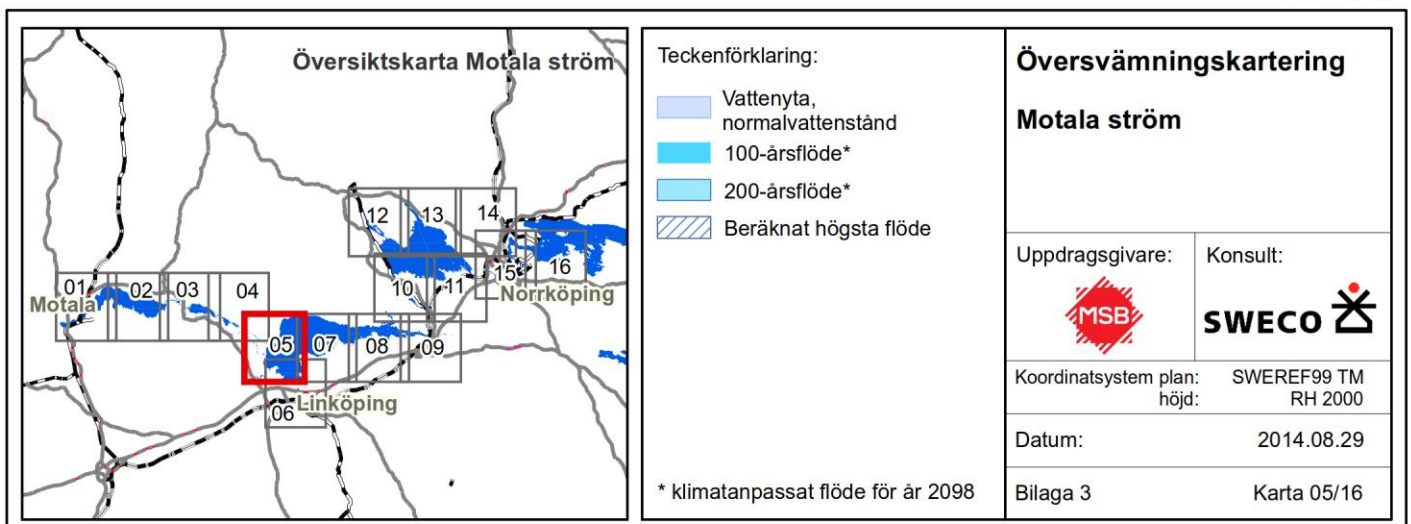 Översiktskarta Motala ström
12
13
14
15
16
10
11
01
02
03
04
Motala
Norrköping
05
07
08
09
06
Linköping
Teckenförklaring:
Vattenyta,
normalvattenstånd
100-årsflöde*
200-årsflöde*
Beräknat högsta flöde
* klimatanpassat flöde för år 2098
Översvämningskartering
Motala ström
Uppdragsgivare:
MSB
Konsult:
SWECO
Koordinatsystem plan: SWEREF99 TM
höjd: RH 2000
Datum: 2014.08.29
Bilaga 3 Karta 05/16